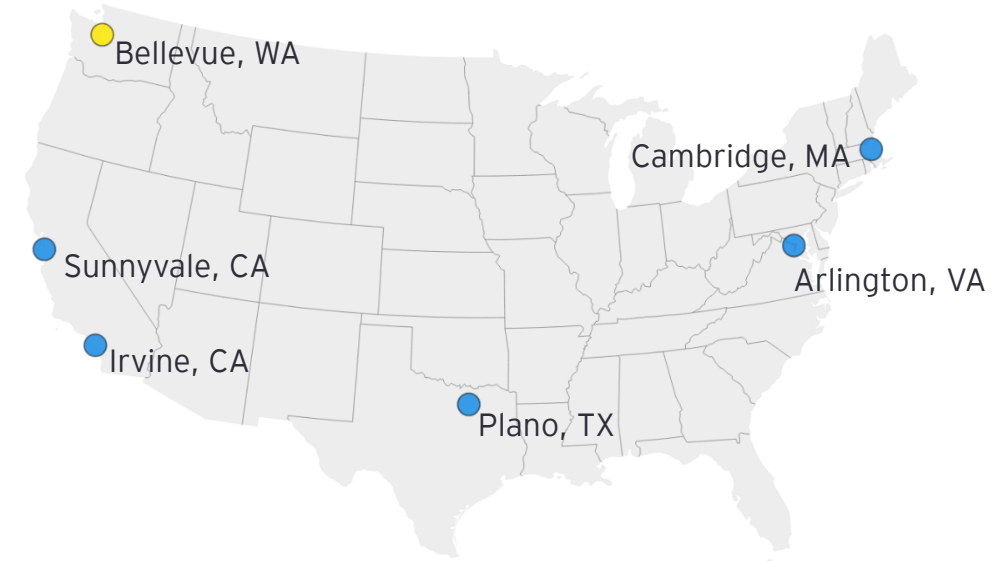 Bellevue, WA
Cambridge, MA
Sunnyvale, CA
Arlington, VA
Irvine, CA
Plano, TX